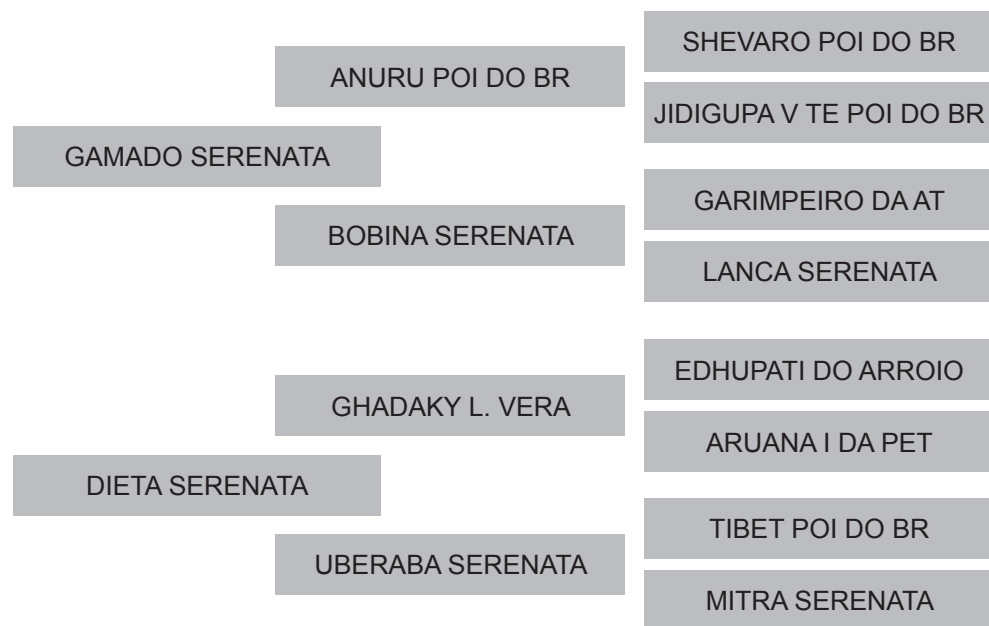 SHEVARO POI DO BR
ANURU POI DO BR
JIDIGUPA V TE POI DO BR
GAMADO SERENATA
GARIMPEIRO DA AT
BOBINA SERENATA
LANCA SERENATA
EDHUPATI DO ARROIO
GHADAKY L. VERA
ARUANA I DA PET
DIETA SERENATA
TIBET POI DO BR
UBERABA SERENATA
MITRA SERENATA